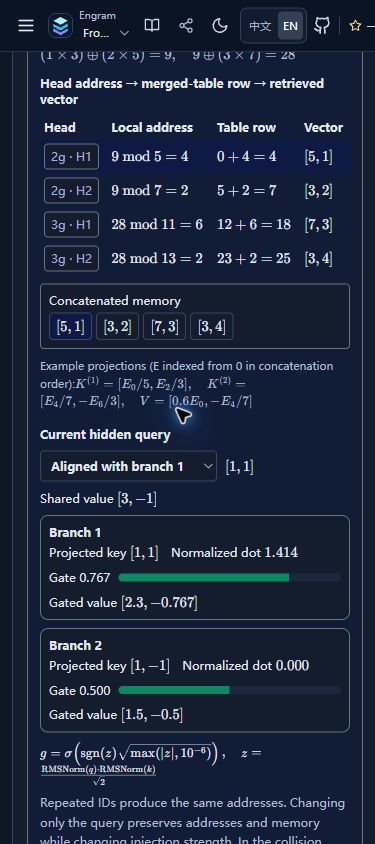 Engram
Fro...
中文
EN
(1 × 3) ⊕ (2 × 5) = 9, 9 ⊕ (3 × 7) = 28
Head address → merged-table row → retrieved
vector
Head Local address Table row Vector
2g · H1 9 mod 5 = 4 0 + 4 = 4 [5, 1]
2g · H2 9 mod 7 = 2 5 + 2 = 7 [3, 2]
3g · H1 28 mod 11 = 6 12 + 6 = 18 [7, 3]
3g · H2 28 mod 13 = 2 23 + 2 = 25 [3, 4]
Concatenated memory
[5, 1] [3, 2] [7, 3] [3, 4]
Example projections (E indexed from 0 in concatenation
order):K⁽¹⁾ = [E₀/5, E₂/3], K⁽²⁾ =
[E₄/7, −E₆/3], V = [0.6E₀, −E₄/7]
Current hidden query
Aligned with branch 1 [1, 1]
Shared value [3, −1]
Branch 1
Projected key [1, 1] Normalized dot 1.414
Gate 0.767
Gated value [2.3, −0.767]
Branch 2
Projected key [1, −1] Normalized dot 0.000
Gate 0.500
Gated value [1.5, −0.5]
g = σ(sgn(z)√max(|z|, 10⁻⁶)), z =
RMSNorm(q)·RMSNorm(k)
√2
Repeated IDs produce the same addresses. Changing
only the query preserves addresses and memory
while changing injection strength. In the collision